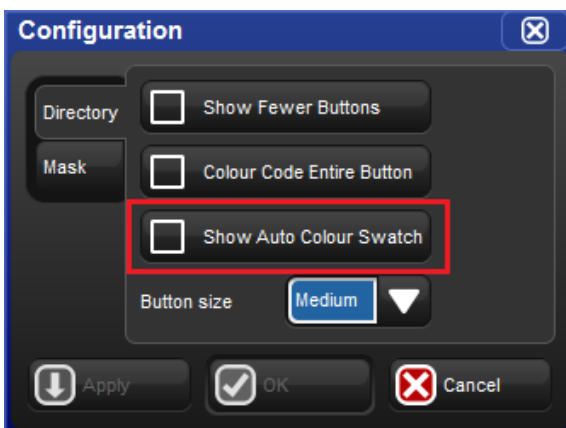 Configuration
Directory
Show Fewer Buttons
Mask
Colour Code Entire Button
Show Auto Colour Swatch
Button size
Medium
Apply
OK
Cancel